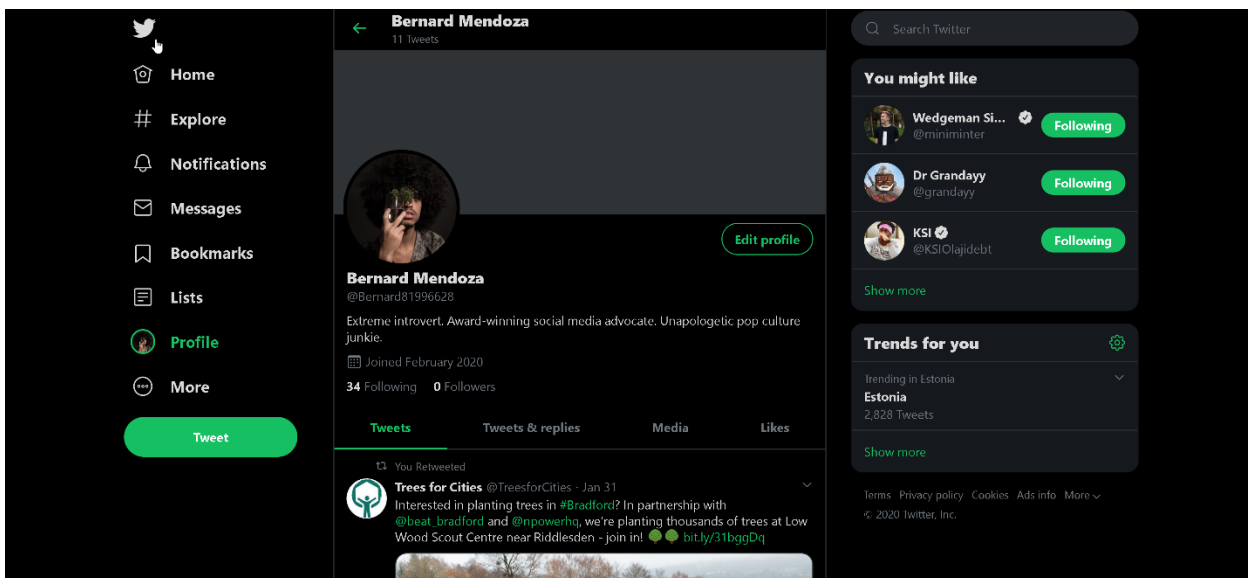 Home
Explore
Notifications
Messages
Bookmarks
Lists
Profile
More
Tweet
Bernard Mendoza
11 Tweets
Edit profile
Bernard Mendoza
@Bernard81996628
Extreme introvert. Award-winning social media advocate. Unapologetic pop culture
junkie.
Joined February 2020
34 Following 0 Followers
Tweets Tweets & replies Media Likes
You Retweeted
Trees for Cities @TreesforCities · Jan 31
Interested in planting trees in #Bradford? In partnership with
@beat_bradford and @npowerhq, we're planting thousands of trees at Low
Wood Scout Centre near Riddlesden - join in! 🌳🌳 bit.ly/31bggDq
Search Twitter
You might like
Wedgeman Si...
@miniminter
Following
Dr Grandayy
@grandayy
Following
KSI
@KSIOlajidebt
Following
Show more
Trends for you
Trending in Estonia
Estonia
2,828 Tweets
Show more
Terms Privacy policy Cookies Ads info More
© 2020 Twitter, Inc.